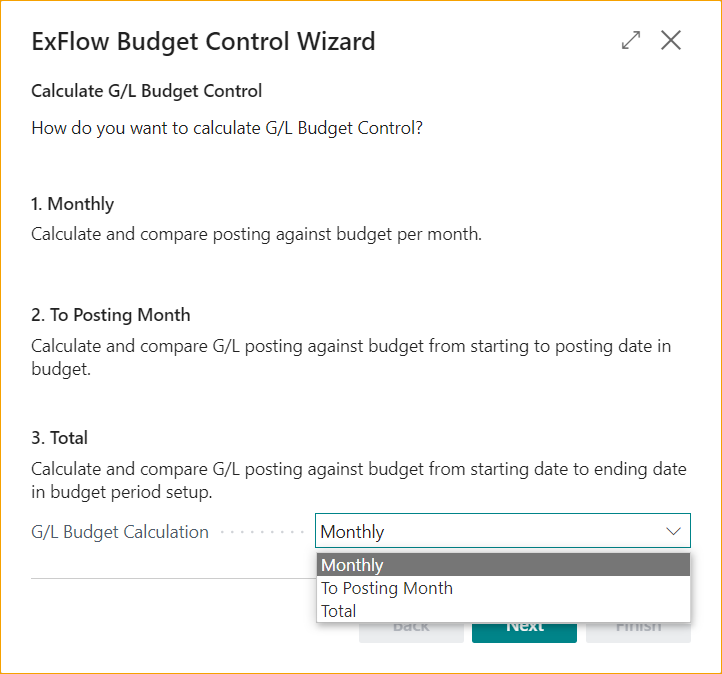 ExFlow Budget Control Wizard
Calculate G/L Budget Control
How do you want to calculate G/L Budget Control?
1. Monthly
Calculate and compare posting against budget per month.
2. To Posting Month
Calculate and compare G/L posting against budget from starting to posting date in
budget.
3. Total
Calculate and compare G/L posting against budget from starting date to ending date
in budget period setup.
G/L Budget Calculation
Monthly
Monthly
To Posting Month
Total
Back
Next
Finish